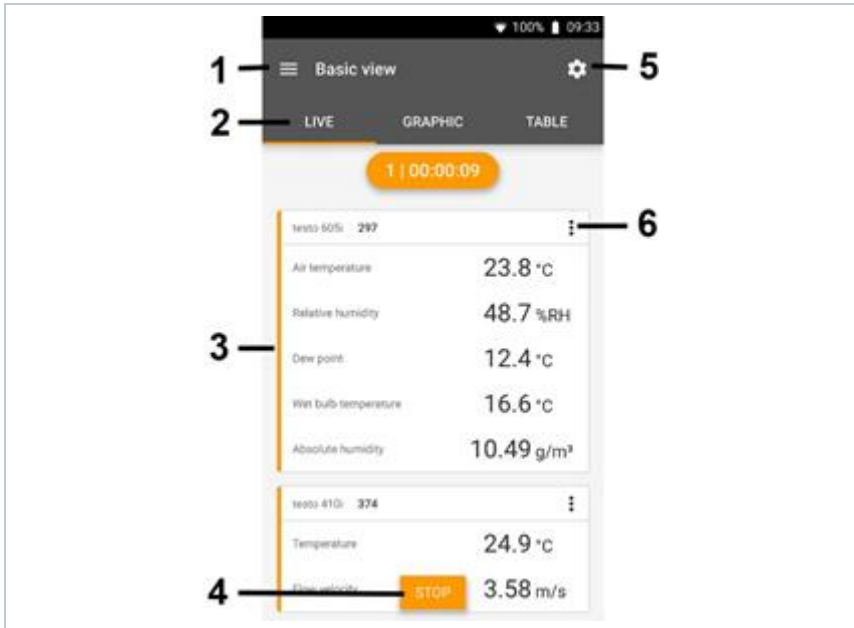 100% 09:33
1 Basic view 5
2 LIVE GRAPHIC TABLE
1 | 00:00:09
testo 605i 297 6
Air temperature 23.8 °C
Relative humidity 48.7 %RH
3
Dew point 12.4 °C
Wet bulb temperature 16.6 °C
Absolute humidity 10.49 g/m³
testo 410i 374
Temperature 24.9 °C
4 Flow velocity STOP 3.58 m/s